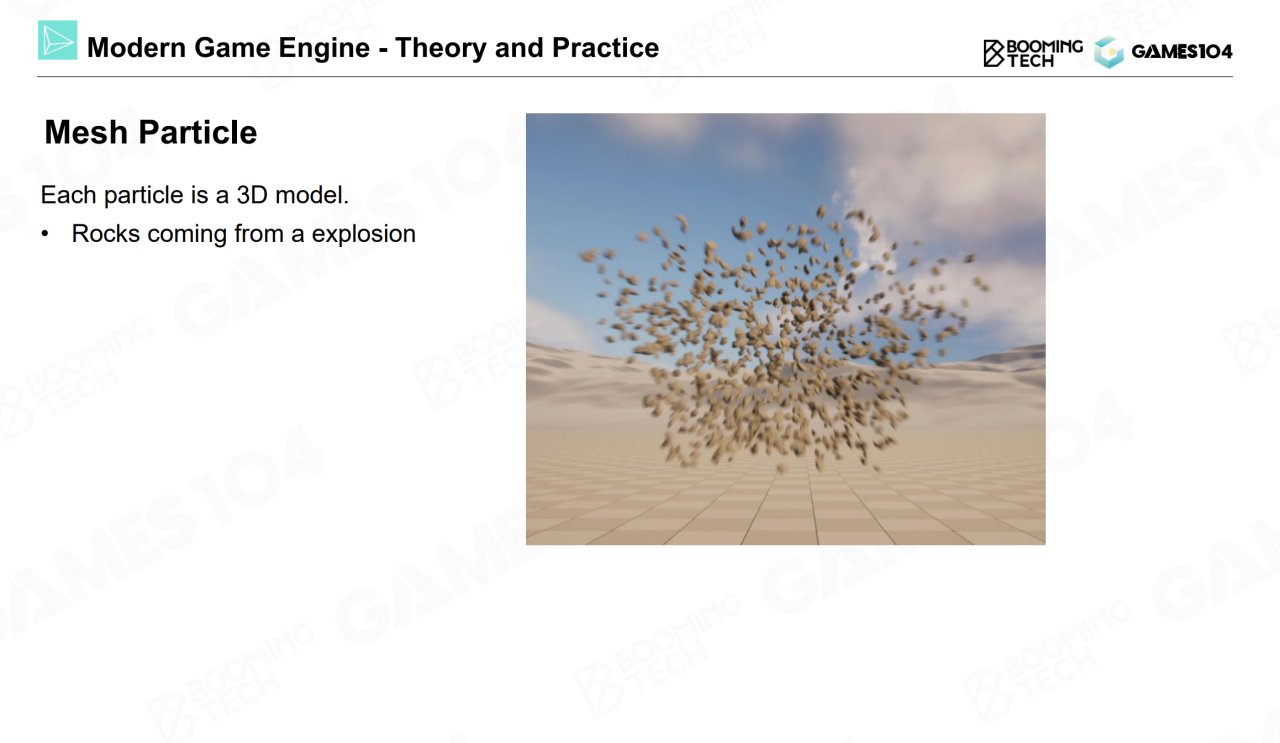 Modern Game Engine - Theory and Practice
BOOMING
TECH
GAMES104
Mesh Particle
Each particle is a 3D model.
• Rocks coming from a explosion